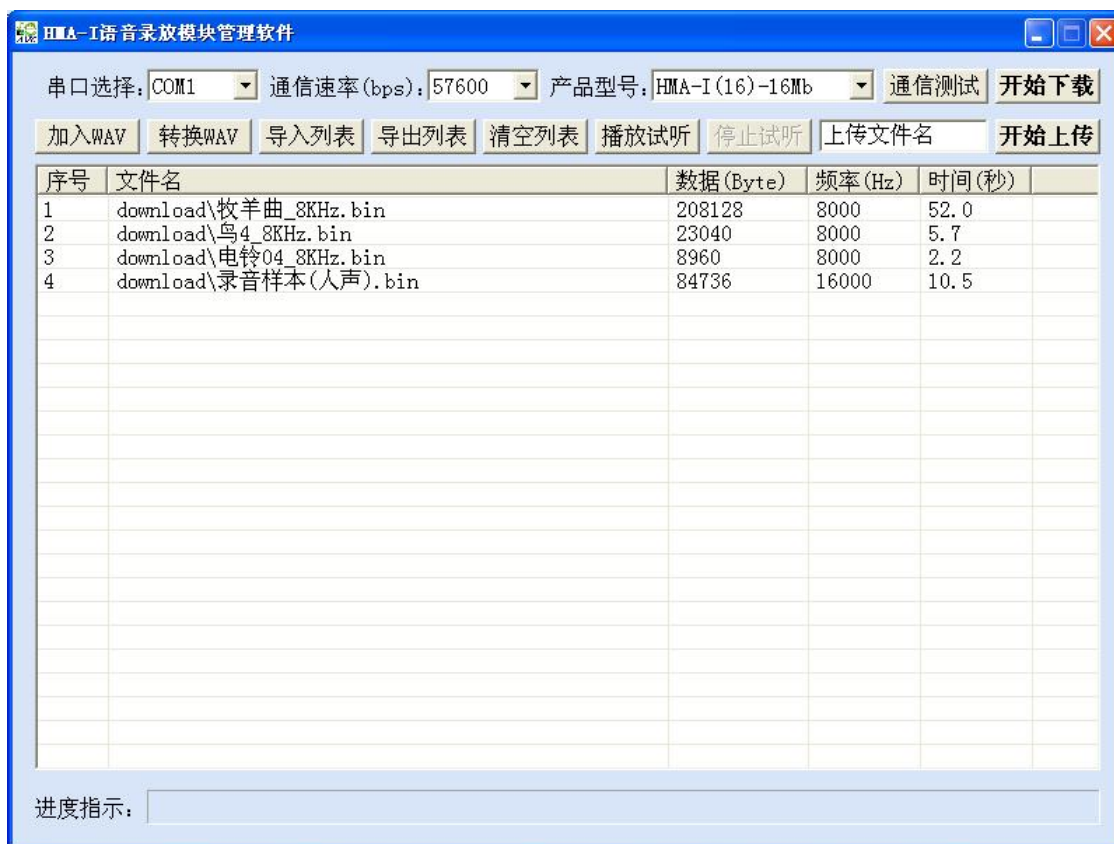 HMA-I语音录放模块管理软件
串口选择: COM1 通信速率(bps): 57600 产品型号: HMA-I(16)-16Mb 通信测试 开始下载
加入WAV 转换WAV 导入列表 导出列表 清空列表 播放试听 停止试听 上传文件名 开始上传
序号 文件名 数据(Byte) 频率(Hz) 时间(秒)
1 download\牧羊曲_8KHz.bin 208128 8000 52.0
2 download\鸟4_8KHz.bin 23040 8000 5.7
3 download\电铃04_8KHz.bin 8960 8000 2.2
4 download\录音样本(人声).bin 84736 16000 10.5
进度指示: